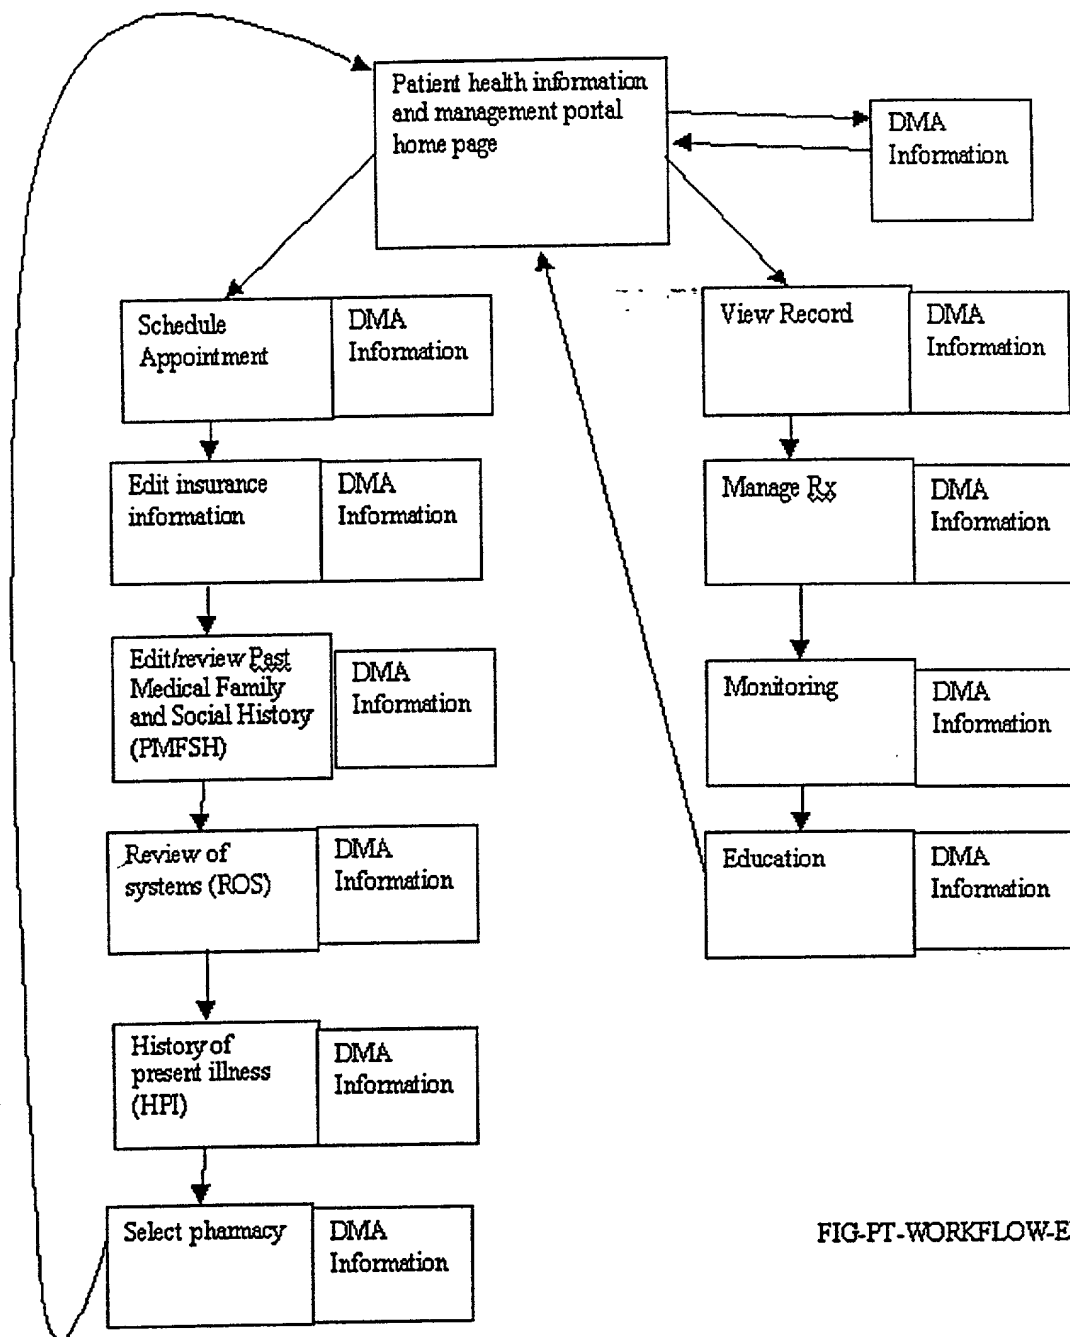 Patient health information
and management portal
home page
DMA
Information
Schedule
Appointment
DMA
Information
View Record
DMA
Information
Edit insurance
information
DMA
Information
Manage Rx
DMA
Information
Edit/review Past
Medical Family
and Social History
(PMFSH)
DMA
Information
Monitoring
DMA
Information
Review of
systems (ROS)
DMA
Information
Education
DMA
Information
History of
present illness
(HPI)
DMA
Information
Select pharmacy
DMA
Information
FIG-PT-WORKFLOW-E